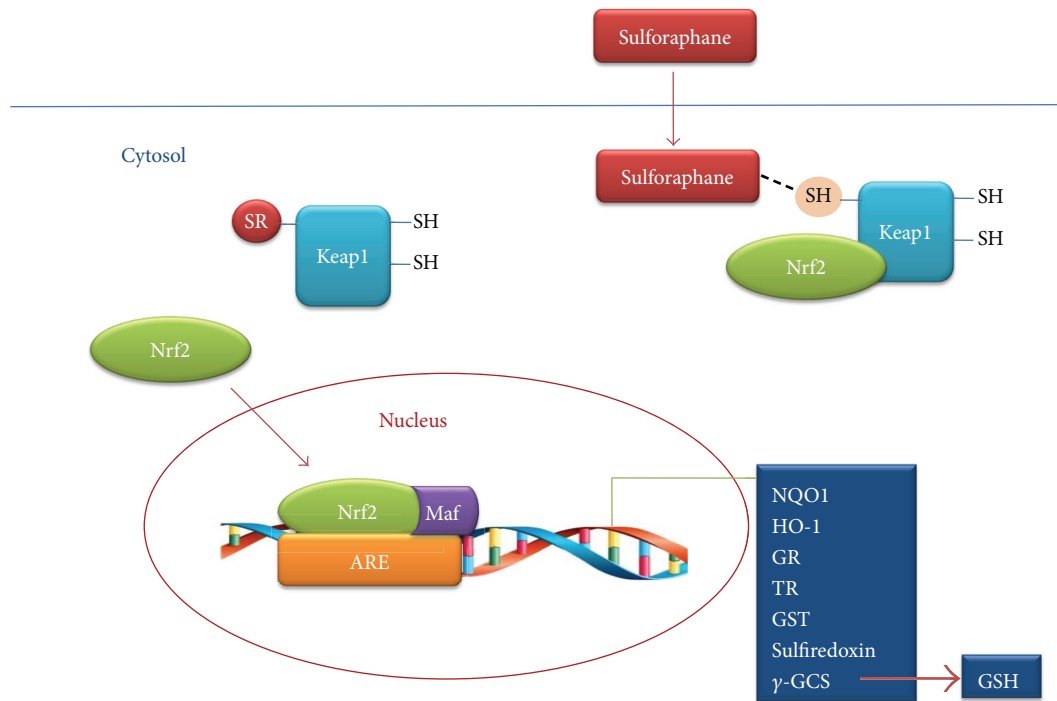 Sulforaphane
Cytosol
Sulforaphane
SH
SH
Keap1
SH
Nrf2
SR
SH
Keap1
SH
Nrf2
Nucleus
Nrf2
Maf
ARE
NQO1
HO-1
GR
TR
GST
Sulfiredoxin
γ-GCS
GSH